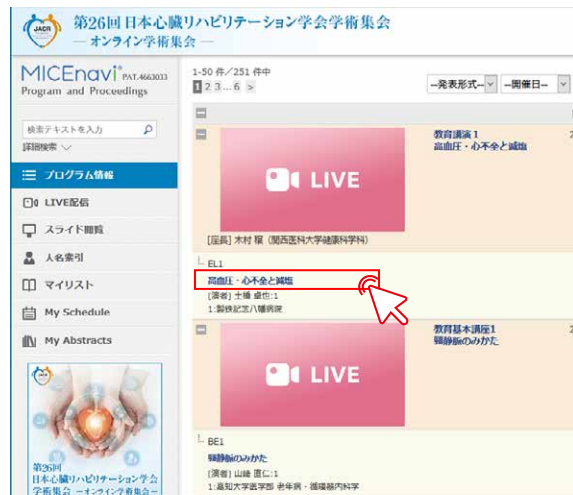 JACR
第26回 日本心臓リハビリテーション学会学術集会
― オンライン学術集会 ―
MICEnavi PAT.4663033
Program and Proceedings
検索テキストを入力
詳細検索
プログラム情報
LIVE配信
スライド閲覧
人名索引
マイリスト
My Schedule
My Abstracts
第26回
日本心臓リハビリテーション学会
学術集会 ―オンライン学術集会―
1-50 件／251 件中
1 2 3 ... 6 >
--発表形式--
--開催日--
LIVE
教育講演 1
高血圧・心不全と減塩
[座長] 木村 穣（関西医科大学健康科学科）
EL1
高血圧・心不全と減塩
[演者] 土橋 卓也:1
1:製鉄記念八幡病院
LIVE
教育基本講座1
頸静脈のみかた
BE1
頸静脈のみかた
[演者] 山崎 直仁:1
1:高知大学医学部 老年病・循環器内科学